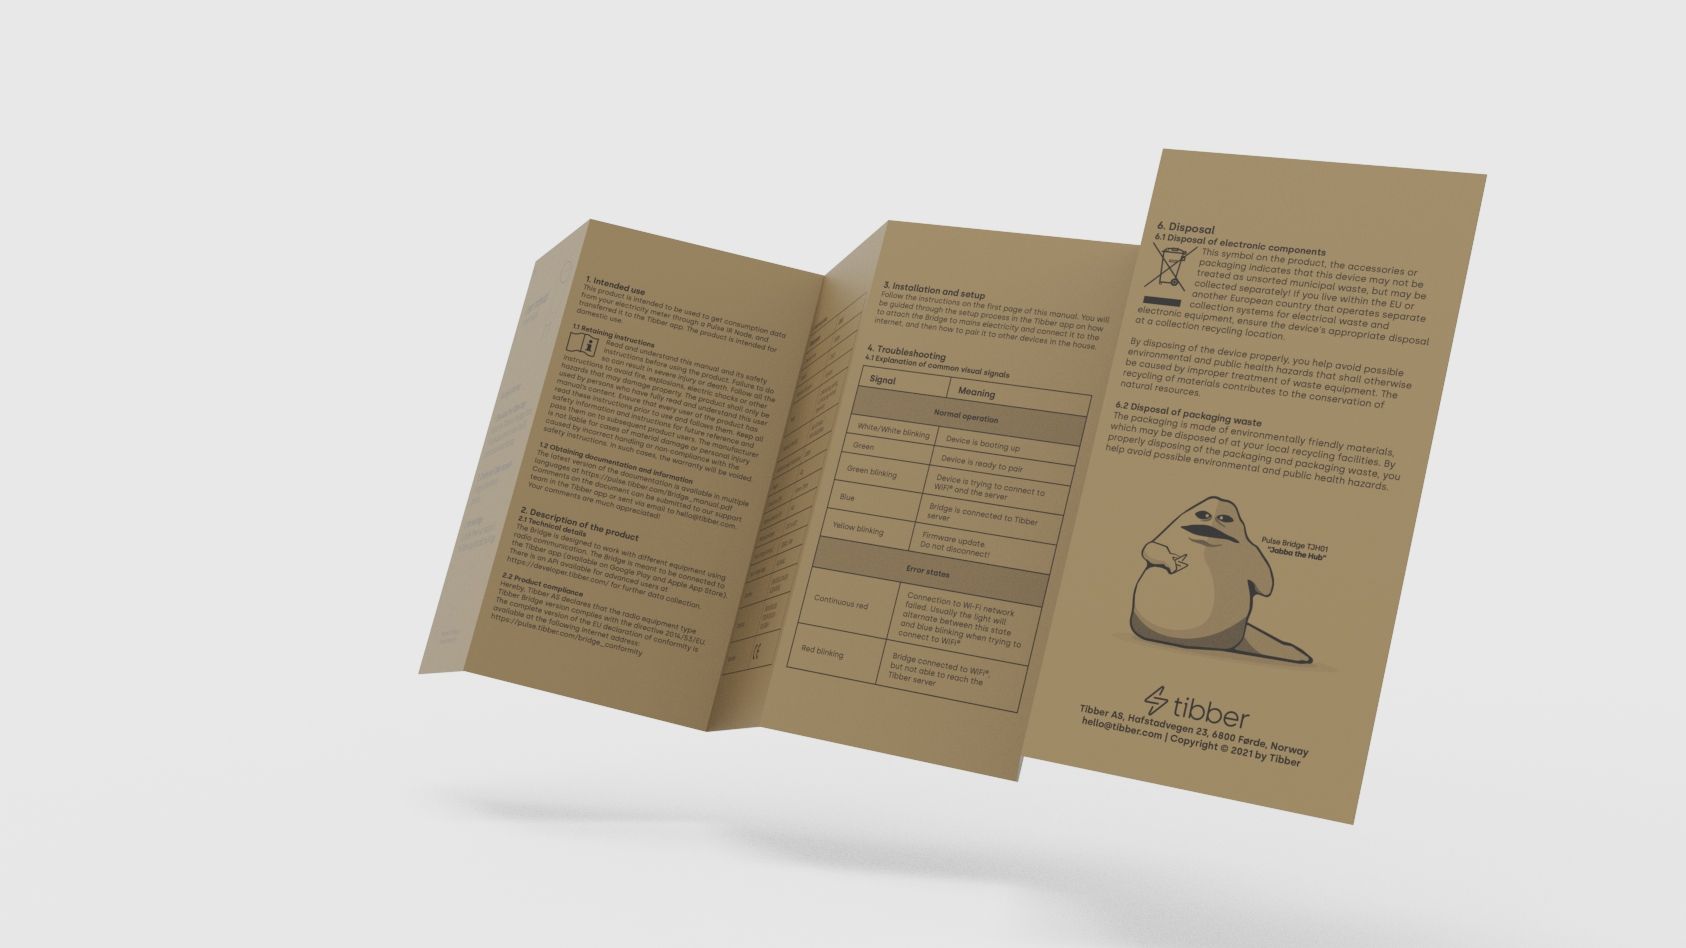 1. Intended use
This product is intended to be used to get consumption data
from your electricity meter through a Pulse IR Node, and
transferred it to the Tibber app. The product is intended for
domestic use.
1.1 Retaining instructions
Read and understand this manual and its safety
instructions before using the product. Failure to do
so can result in severe injury or death. Follow all the
instructions to avoid fire, explosions, electric shocks or other
hazards that may damage property. The product shall only be
used by persons who have fully read and understand this user
manual's content. Ensure that every user of the product has
read these instructions prior to use and follows them. Keep all
safety information and instructions for future reference and
pass them on to subsequent product users. The manufacturer
is not liable for cases of material damage or personal injury
caused by incorrect handling or non-compliance with the
safety instructions. In such cases, the warranty will be voided.
1.2 Obtaining documentation and information
The latest version of the documentation is available in multiple
languages at https://pulse.tibber.com/Bridge_manual.pdf
Comments on the document can be submitted to our support
team in the Tibber app or sent via email to hello@tibber.com.
Your comments are much appreciated!
2. Description of the product
2.1 Technical details
The Bridge is designed to work with different equipment using
radio communication. The Bridge is meant to be connected to
the Tibber app (available on Google Play and Apple App Store).
There is an API available for advanced users at
https://developer.tibber.com/ for further data collection.
2.2 Product compliance
Hereby, Tibber AS declares that the radio equipment type
Tibber Bridge version complies with the directive 2014/53/EU.
The complete version of the EU declaration of conformity is
available at the following internet address:
https://pulse.tibber.com/bridge_conformity
CE
3. Installation and setup
Follow the instructions on the first page of this manual. You will
be guided through the setup process in the Tibber app on how
to attach the Bridge to mains electricity and connect it to the
internet, and then how to pair it to other devices in the house.
4. Troubleshooting
4.1 Explanation of common visual signals
Signal Meaning
Normal operation
White/White blinking Device is booting up
Green Device is ready to pair
Green blinking Device is trying to connect to
WiFi® and the server
Blue Bridge is connected to Tibber
server
Yellow blinking Firmware update.
Do not disconnect!
Error states
Continuous red Connection to Wi-Fi network
failed. Usually the light will
alternate between this state
and blue blinking when trying to
connect to WiFi®
Red blinking Bridge connected to WiFi®,
but not able to reach the
Tibber server
6. Disposal
6.1 Disposal of electronic components
This symbol on the product, the accessories or
packaging indicates that this device may not be
treated as unsorted municipal waste, but may be
collected separately! If you live within the EU or
another European country that operates separate
collection systems for electrical waste and
electronic equipment, ensure the device's appropriate disposal
at a collection recycling location.
By disposing of the device properly, you help avoid possible
environmental and public health hazards that shall otherwise
be caused by improper treatment of waste equipment. The
recycling of materials contributes to the conservation of
natural resources.
6.2 Disposal of packaging waste
The packaging is made of environmentally friendly materials,
which may be disposed of at your local recycling facilities. By
properly disposing of the packaging and packaging waste, you
help avoid possible environmental and public health hazards.
Pulse Bridge TJH01
"Jabba the Hub"
tibber
Tibber AS, Hafstadvegen 23, 6800 Førde, Norway
hello@tibber.com | Copyright © 2021 by Tibber